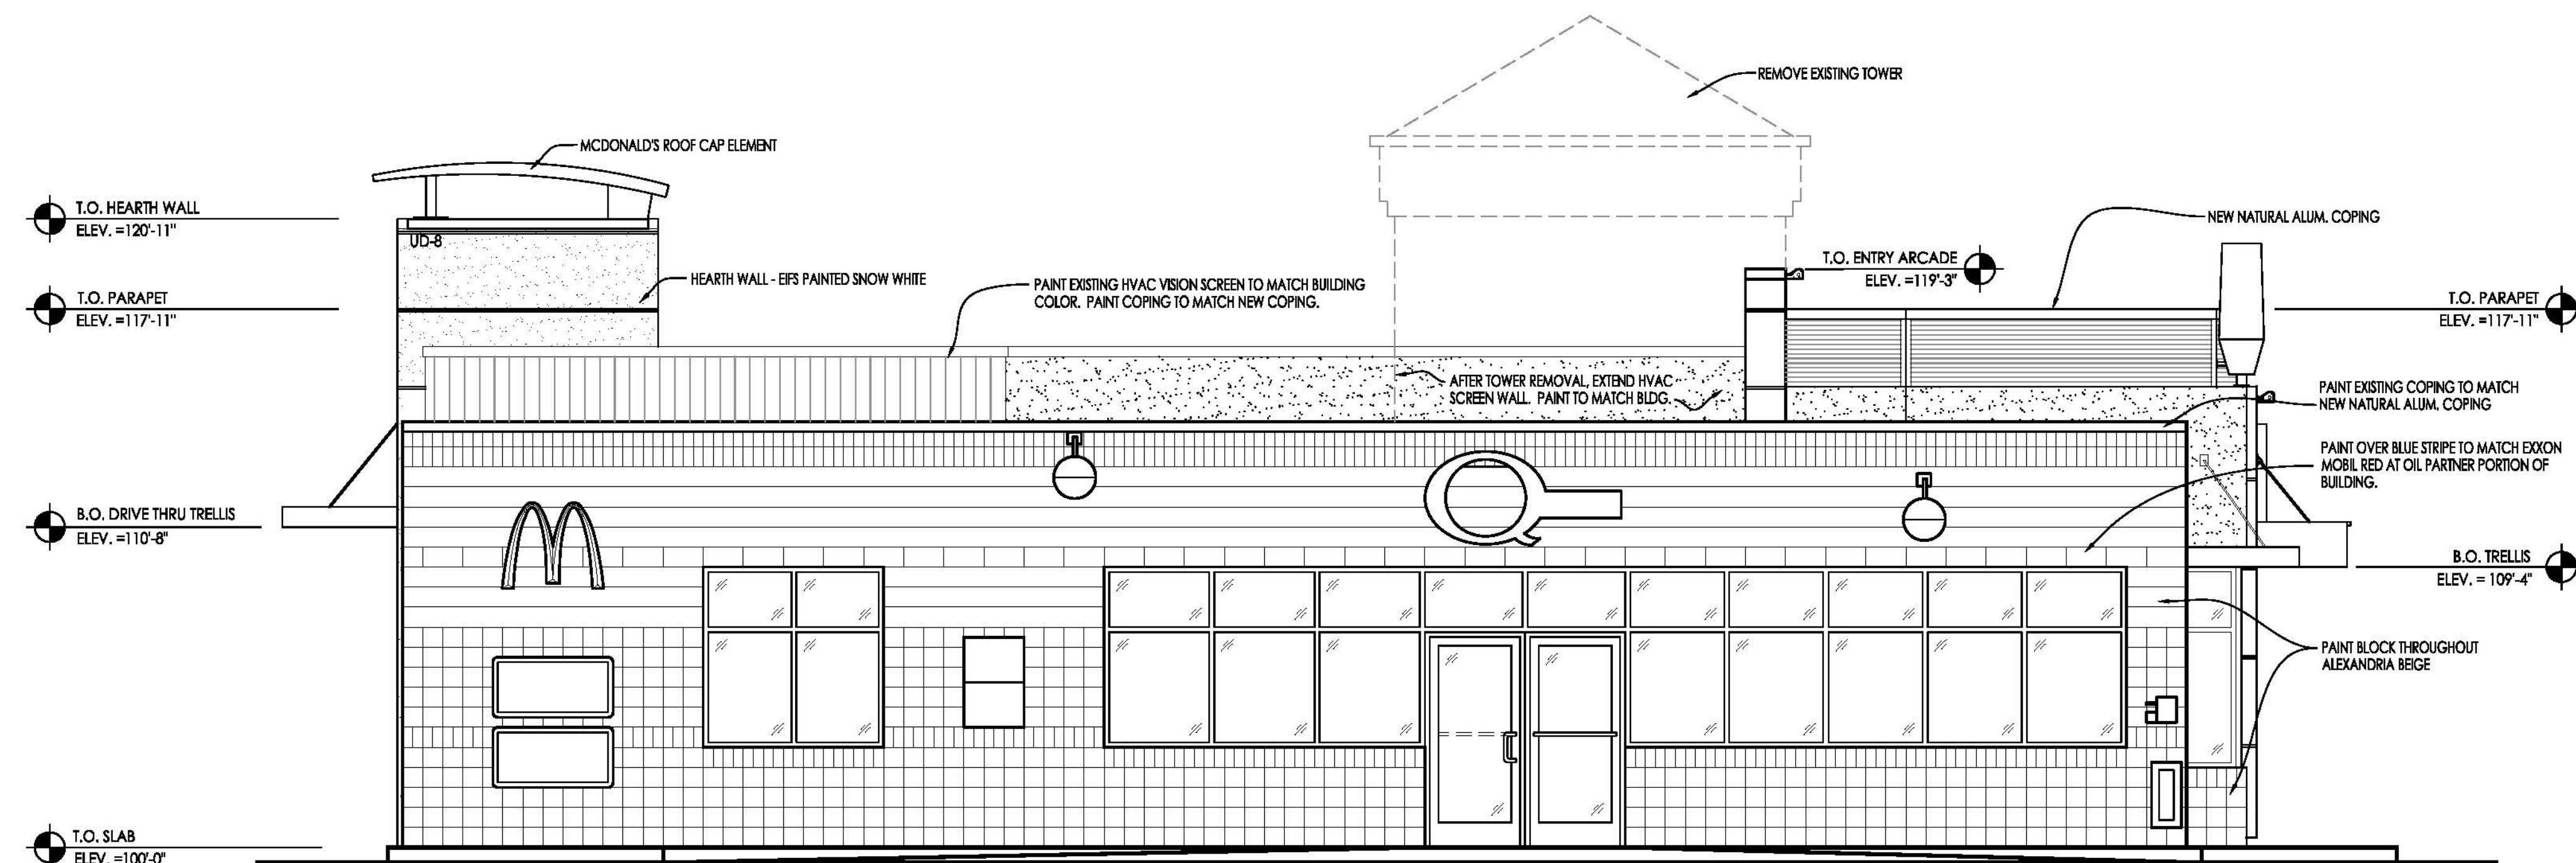 REMOVE EXISTING TOWER
MCDONALD'S ROOF CAP ELEMENT
T.O. HEARTH WALL
ELEV. =120'-11"
UD-8
NEW NATURAL ALUM. COPING
HEARTH WALL - EIFS PAINTED SNOW WHITE
T.O. ENTRY ARCADE
ELEV. =119'-3"
PAINT EXISTING HVAC VISION SCREEN TO MATCH BUILDING
COLOR. PAINT COPING TO MATCH NEW COPING.
T.O. PARAPET
ELEV. =117'-11"
T.O. PARAPET
ELEV. =117'-11"
AFTER TOWER REMOVAL, EXTEND HVAC
SCREEN WALL. PAINT TO MATCH BLDG.
PAINT EXISTING COPING TO MATCH
NEW NATURAL ALUM. COPING
PAINT OVER BLUE STRIPE TO MATCH EXXON
MOBIL RED AT OIL PARTNER PORTION OF
BUILDING.
B.O. DRIVE THRU TRELLIS
ELEV. =110'-8"
B.O. TRELLIS
ELEV. = 109'-4"
PAINT BLOCK THROUGHOUT
ALEXANDRIA BEIGE
T.O. SLAB
ELEV. =100'-0"